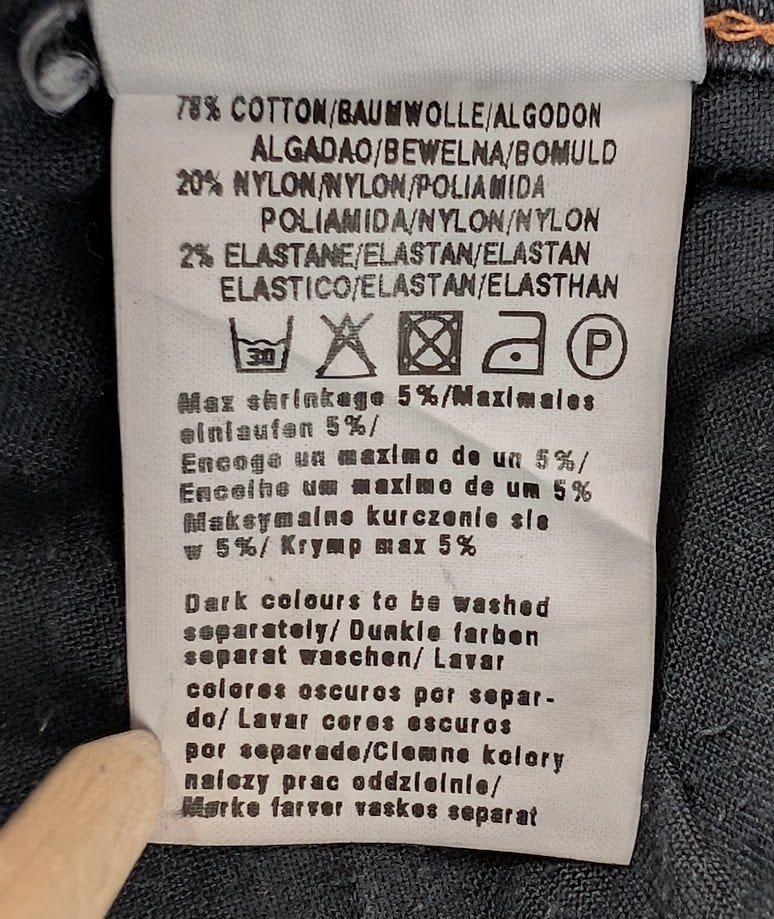 78% COTTON/BAUMWOLLE/ALGODON
ALGADAO/BEWELNA/BOMULD
20% NYLON/NYLON/POLIAMIDA
POLIAMIDA/NYLON/NYLON
2% ELASTANE/ELASTAN/ELASTAN
ELASTICO/ELASTAN/ELASTHAN
30 P
Max shrinkage 5%/Maximales
einlaufen 5%/
Encoge un maximo de un 5%/
Encolhe um maximo de um 5%
Maksymalne kurczenie sie
w 5%/ Krymp max 5%
Dark colours to be washed
separately/ Dunkle farben
separat waschen/ Lavar
colores oscuros por separ-
do/ Lavar cores escuros
por separade/Ciemne kolory
nalezy prac oddzielnie/
Mørke farver vaskes separat